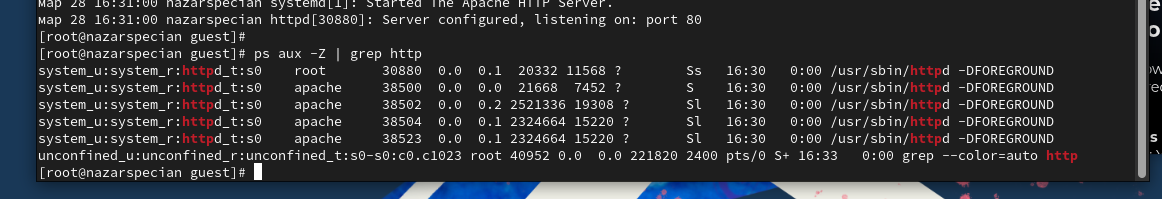 Мар 28 16:31:00 nazarspecian systemd[1]: Started The Apache HTTP Server.
Мар 28 16:31:00 nazarspecian httpd[30880]: Server configured, listening on: port 80
[root@nazarspecian guest]#
[root@nazarspecian guest]# ps aux -Z | grep http
system_u:system_r:httpd_t:s0    root       30880  0.0  0.1  20332 11568 ?        Ss   16:30   0:00 /usr/sbin/httpd -DFOREGROUND
system_u:system_r:httpd_t:s0    apache     38500  0.0  0.0  21668  7452 ?        S    16:30   0:00 /usr/sbin/httpd -DFOREGROUND
system_u:system_r:httpd_t:s0    apache     38502  0.0  0.2 2521336 19308 ?       Sl   16:30   0:00 /usr/sbin/httpd -DFOREGROUND
system_u:system_r:httpd_t:s0    apache     38504  0.0  0.1 2324664 15220 ?       Sl   16:30   0:00 /usr/sbin/httpd -DFOREGROUND
system_u:system_r:httpd_t:s0    apache     38523  0.0  0.1 2324664 15220 ?       Sl   16:30   0:00 /usr/sbin/httpd -DFOREGROUND
unconfined_u:unconfined_r:unconfined_t:s0-s0:c0.c1023 root 40952 0.0  0.0 221820 2400 pts/0 S+ 16:33   0:00 grep --color=auto http
[root@nazarspecian guest]#